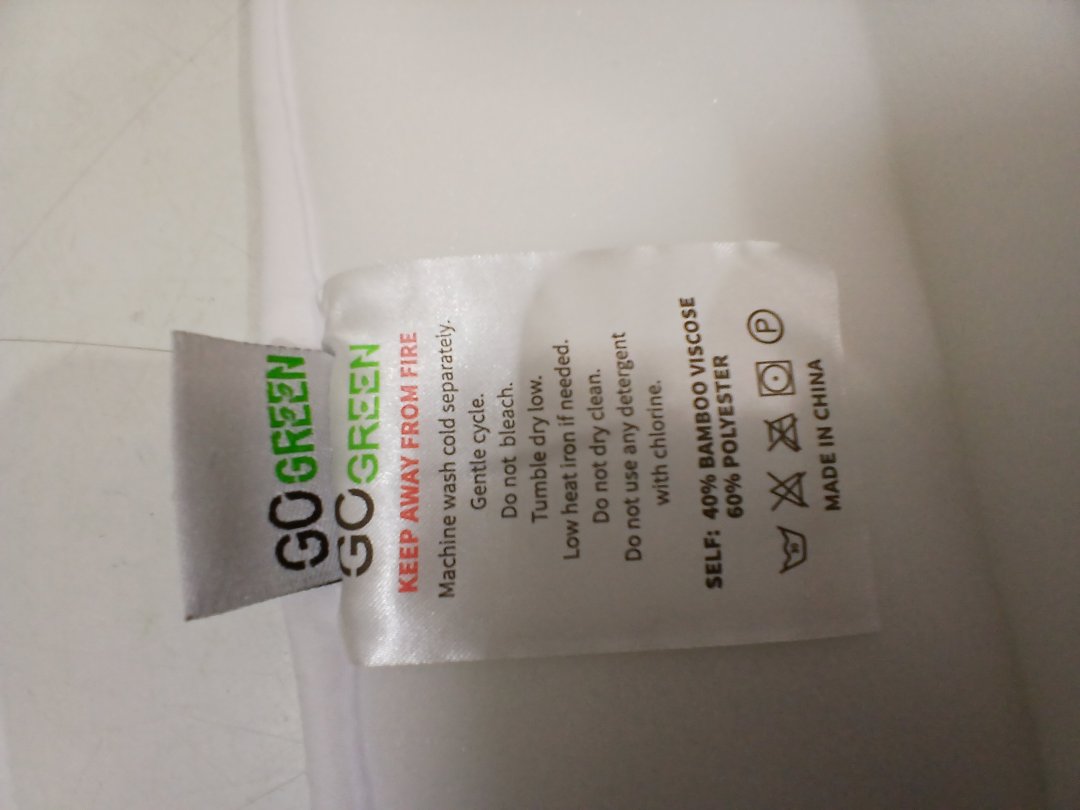 GO GREEN
GO GREEN
KEEP AWAY FROM FIRE
Machine wash cold separately.
Gentle cycle.
Do not bleach.
Tumble dry low.
Low heat iron if needed.
Do not dry clean.
Do not use any detergent
with chlorine.
SELF: 40% BAMBOO VISCOSE
60% POLYESTER
P
MADE IN CHINA